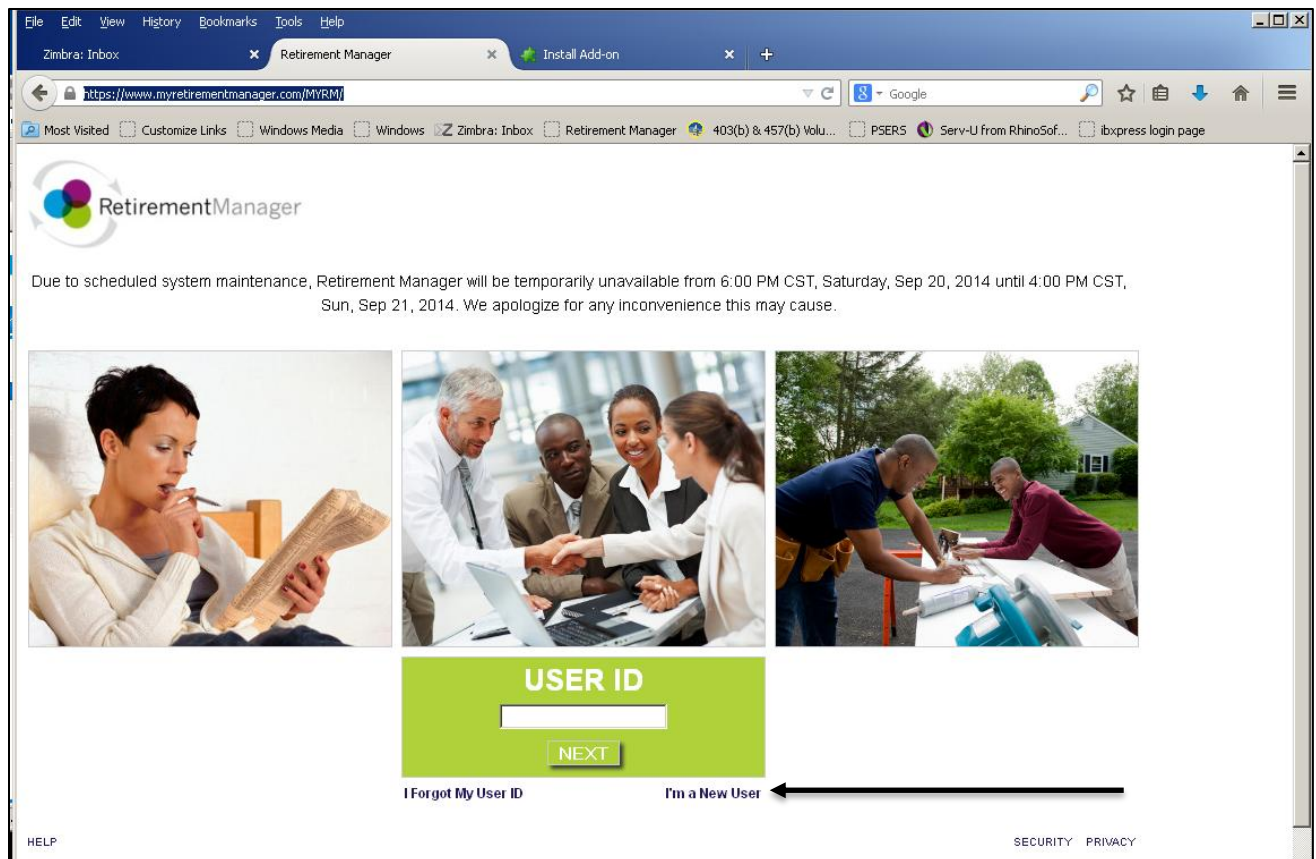 File Edit View History Bookmarks Tools Help
Zimbra: Inbox Retirement Manager Install Add-on
https://www.myretirementmanager.com/MYRM/ Google
Most Visited Customize Links Windows Media Windows Zimbra: Inbox Retirement Manager 403(b) & 457(b) Volu... PSERS Serv-U from RhinoSof... ibxpress login page
RetirementManager
Due to scheduled system maintenance, Retirement Manager will be temporarily unavailable from 6:00 PM CST, Saturday, Sep 20, 2014 until 4:00 PM CST,
Sun, Sep 21, 2014. We apologize for any inconvenience this may cause.
USER ID
NEXT
I Forgot My User ID I'm a New User
HELP SECURITY PRIVACY